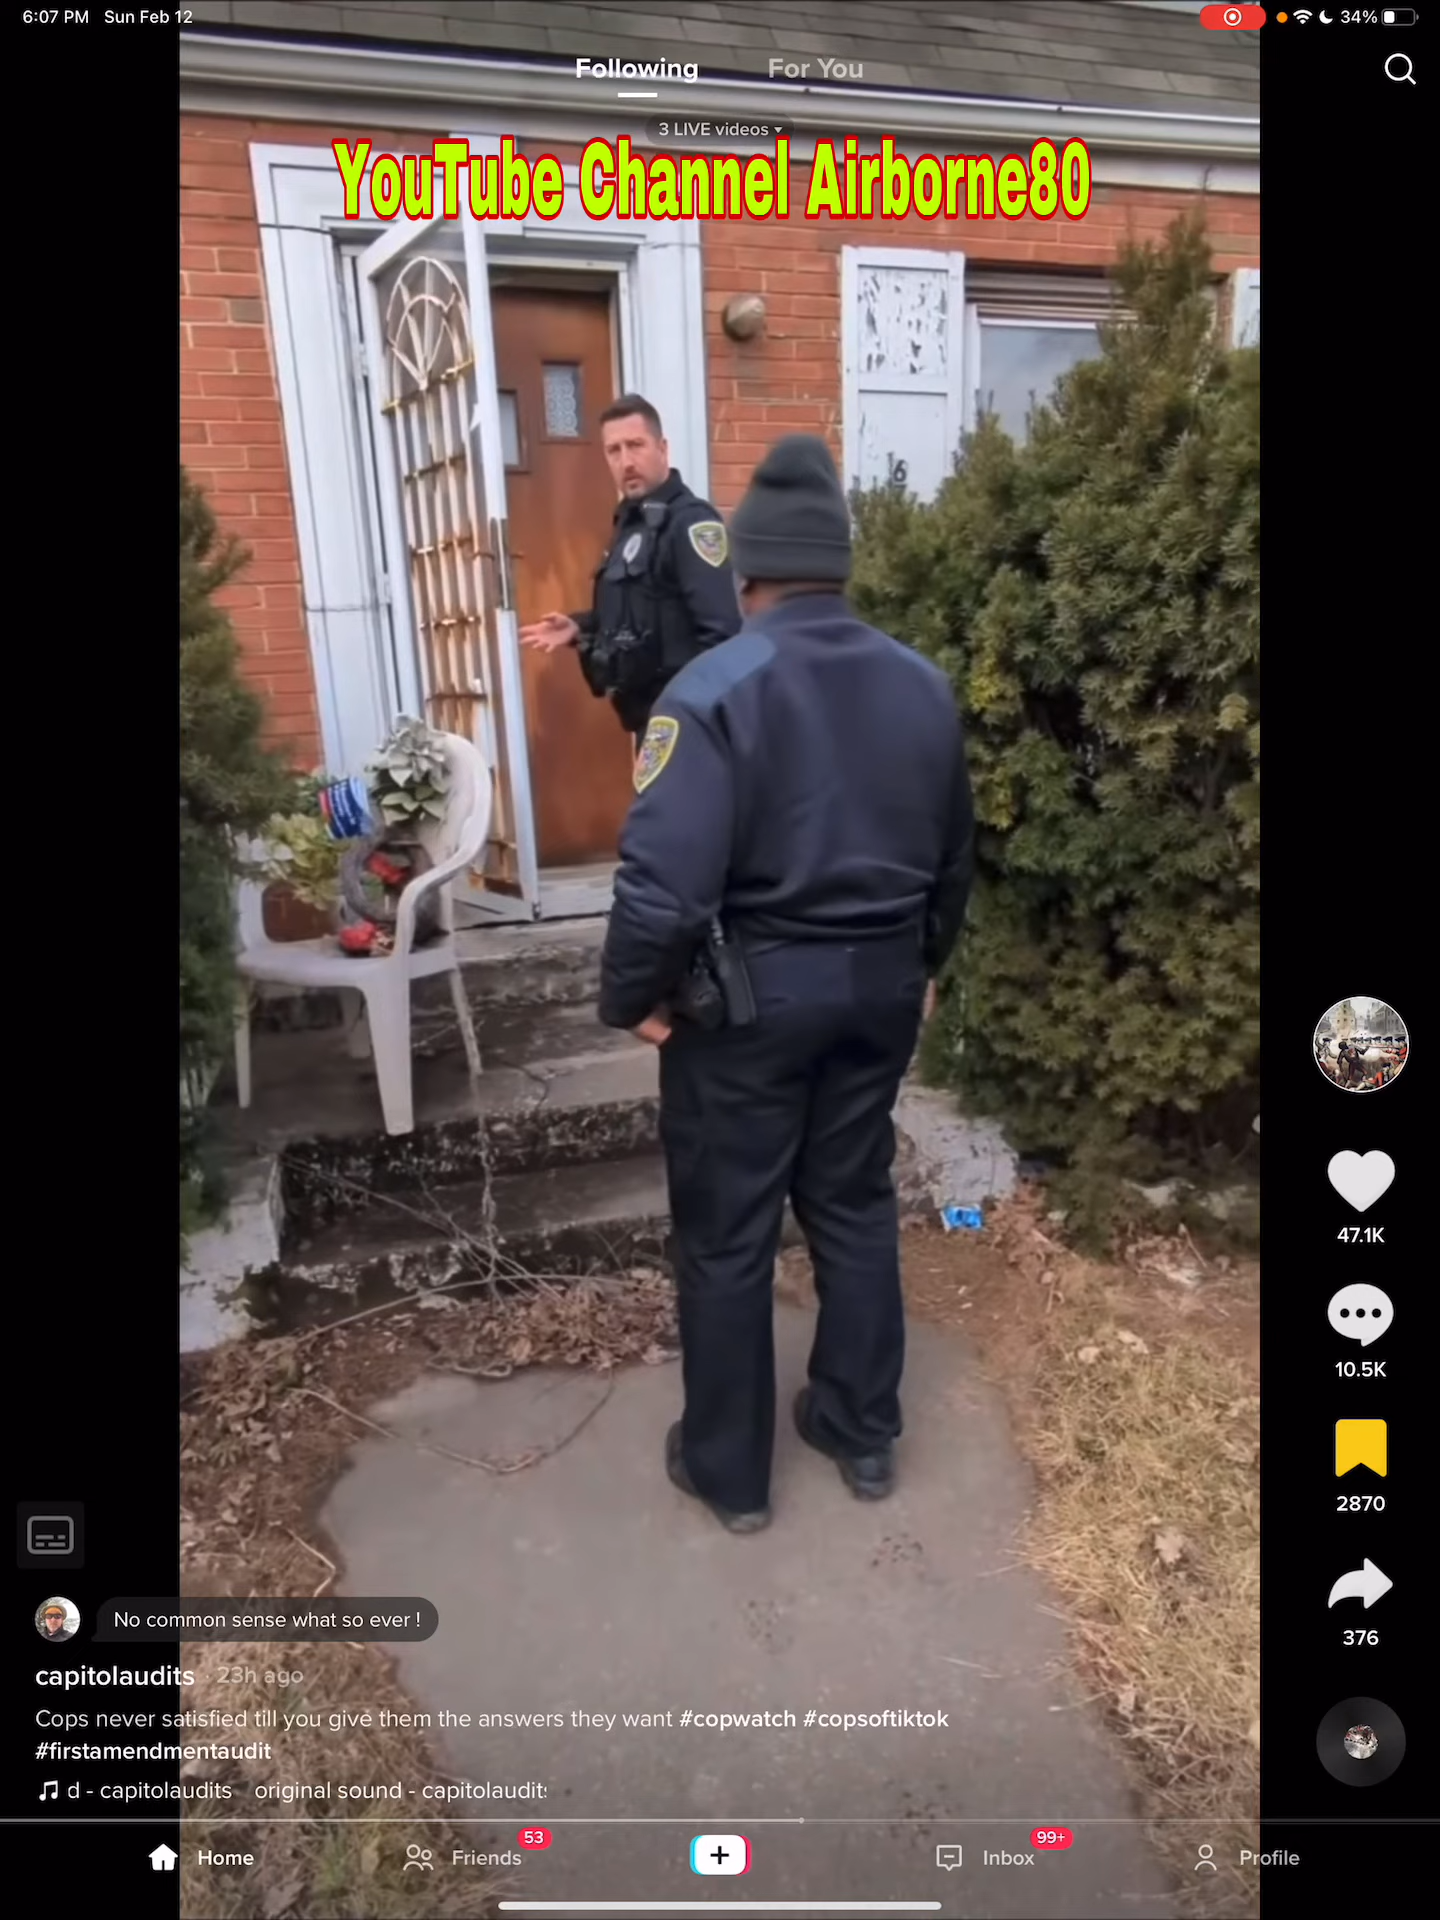 6:07 PM Sun Feb 12
34%
Following For You
3 LIVE videos
YouTube Channel Airborne80
16
47.1K
10.5K
2870
376
No common sense what so ever !
capitolaudits · 23h ago
Cops never satisfied till you give them the answers they want #copwatch #copsoftiktok
#firstamendmentaudit
d - capitolaudits original sound - capitolaudits
53
99+
Home Friends Inbox Profile